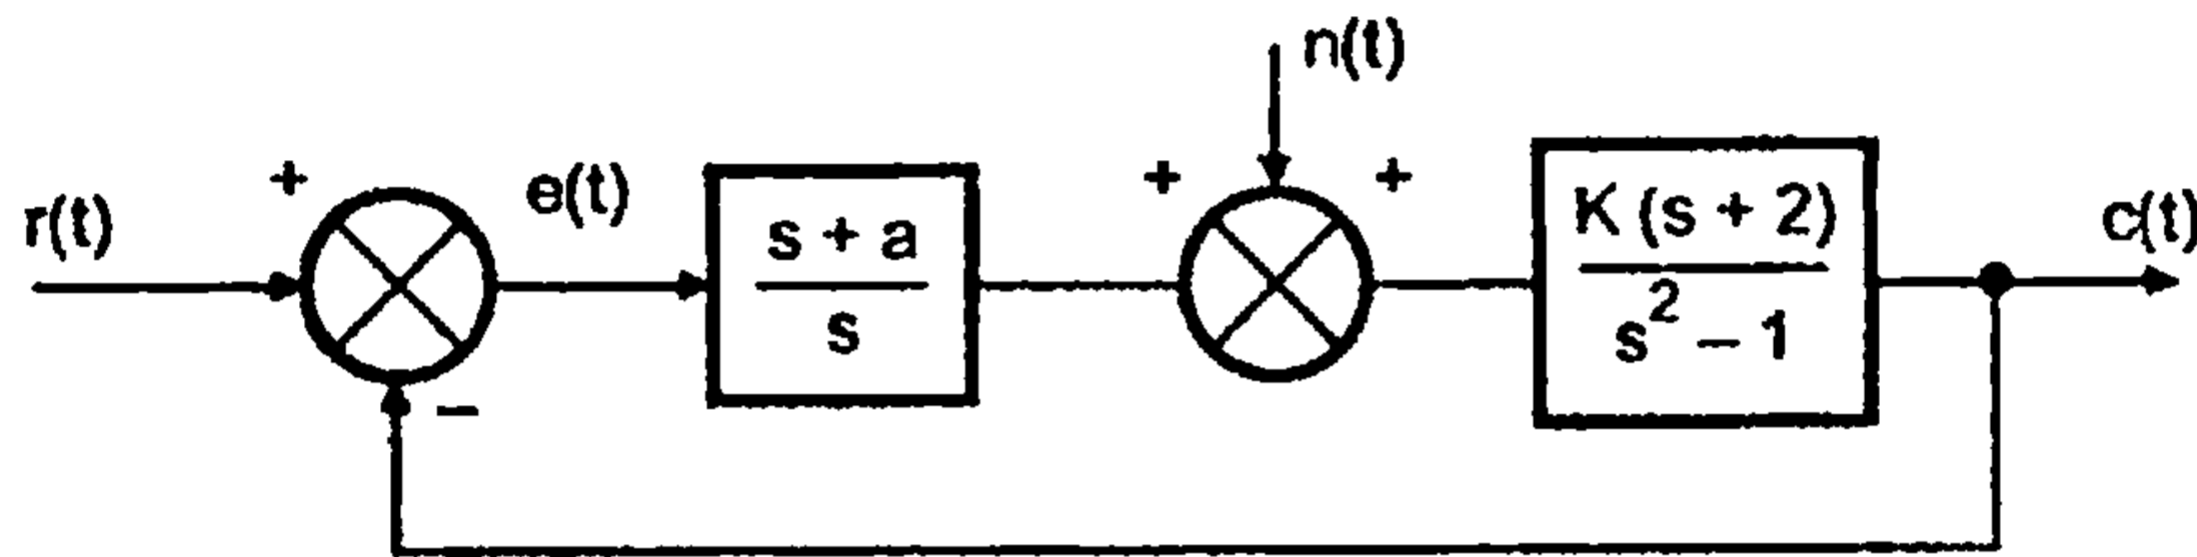 n(t)
+
r(t)
e(t)
s + a
s
+
+
K (s + 2)
s² – 1
c(t)
–